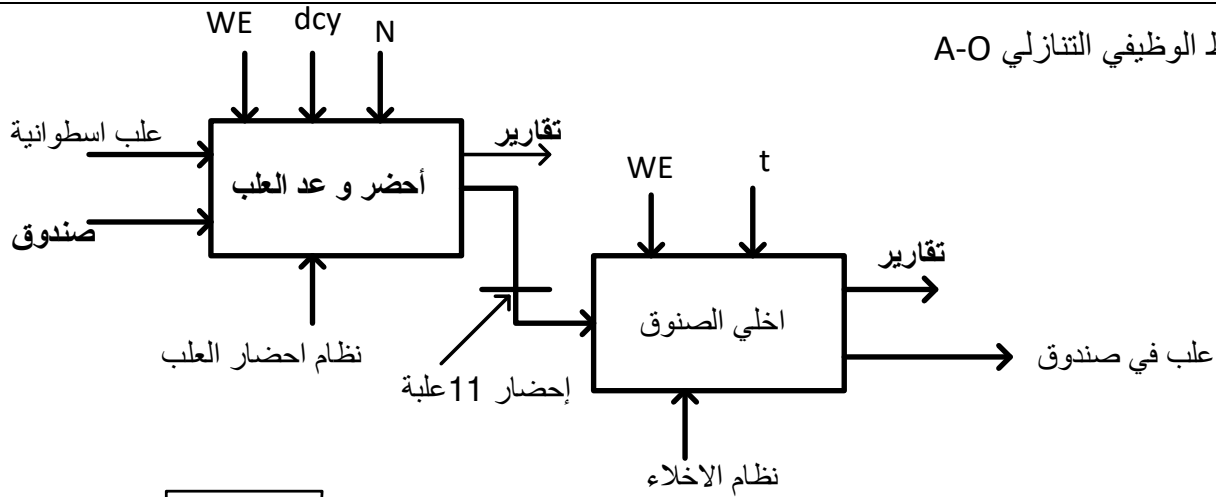 ط الوظيفي التنازلي A-O
WE dcy N
علب اسطوانية
تقارير
أحضر و عد العلب
صندوق
WE t
تقارير
اخلي الصنوق
نظام احضار العلب
علب في صندوق
إحضار 11علبة
نظام الاخلاء